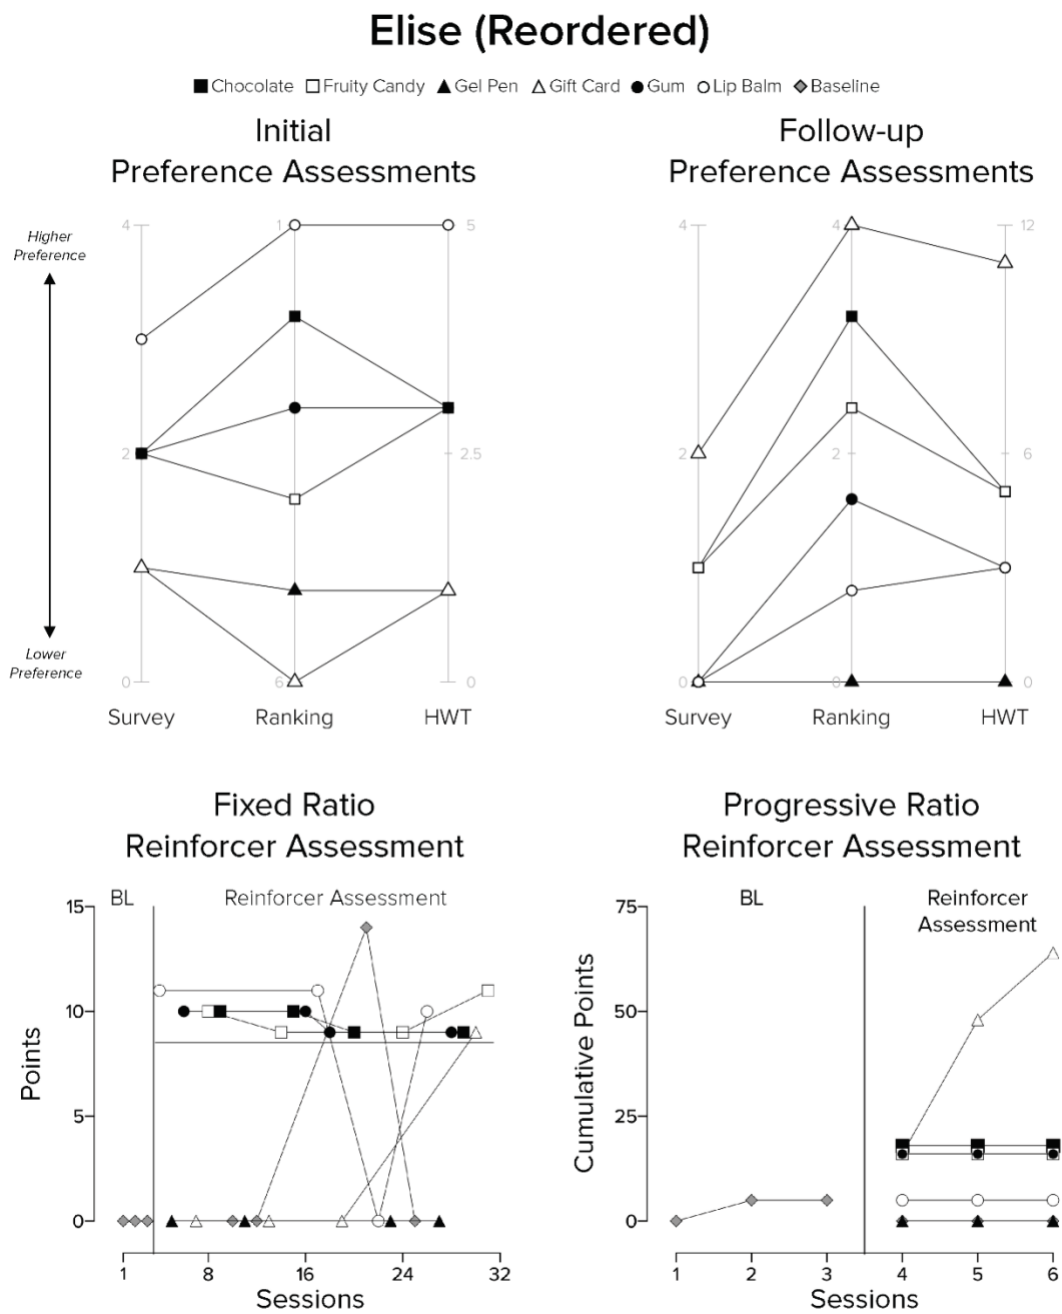 Elise (Reordered)
Chocolate Fruity Candy Gel Pen Gift Card Gum Lip Balm Baseline
Initial
Preference Assessments
Higher
Preference
Lower
Preference
4
2
0
1
6
5
2.5
0
Survey Ranking HWT
Follow-up
Preference Assessments
4
2
0
4
2
0
12
6
0
Survey Ranking HWT
Fixed Ratio
Reinforcer Assessment
BL Reinforcer Assessment
Points
15
10
5
0
1 8 16 24 32
Sessions
Progressive Ratio
Reinforcer Assessment
BL
Reinforcer
Assessment
Cumulative Points
75
50
25
0
1 2 3 4 5 6
Sessions